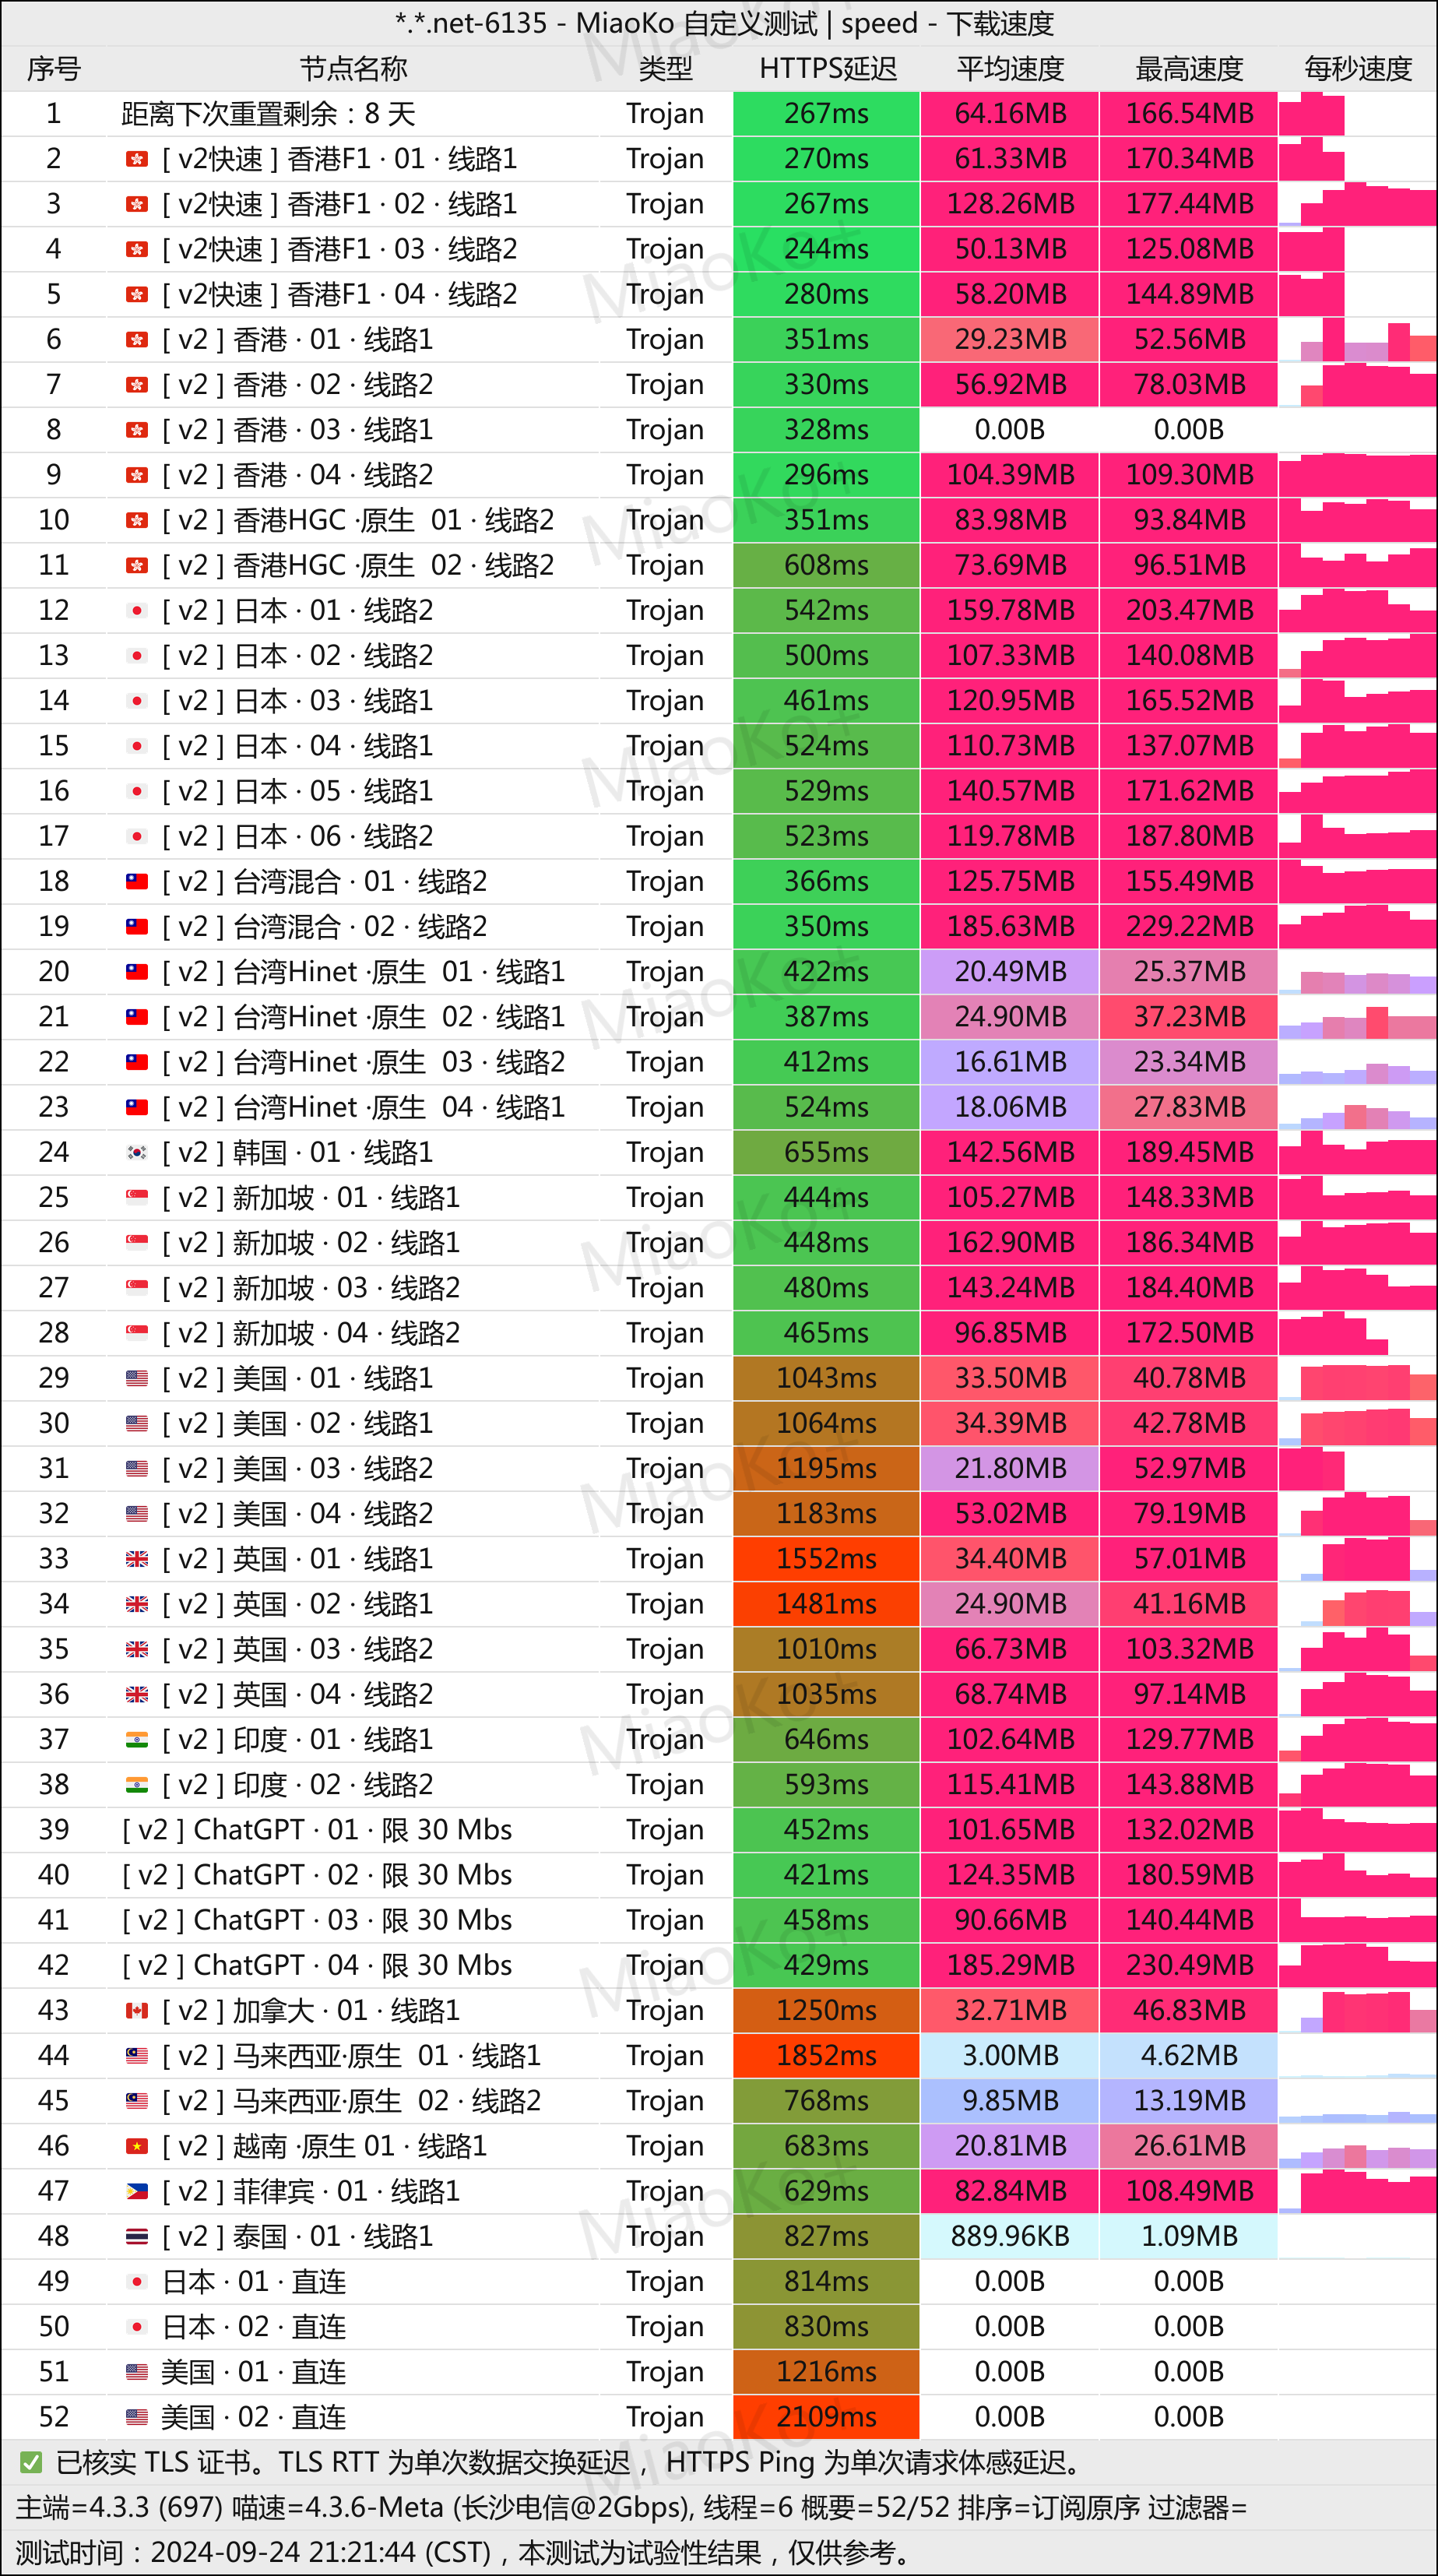 *.*.net-6135 - MiaoKo 自定义测试 | speed - 下载速度
序号 节点名称 类型 HTTPS延迟 平均速度 最高速度 每秒速度
1 距离下次重置剩余：8 天 Trojan 267ms 64.16MB 166.54MB
2 [ v2快速 ] 香港F1 · 01 · 线路1 Trojan 270ms 61.33MB 170.34MB
3 [ v2快速 ] 香港F1 · 02 · 线路1 Trojan 267ms 128.26MB 177.44MB
4 [ v2快速 ] 香港F1 · 03 · 线路2 Trojan 244ms 50.13MB 125.08MB
5 [ v2快速 ] 香港F1 · 04 · 线路2 Trojan 280ms 58.20MB 144.89MB
6 [ v2 ] 香港 · 01 · 线路1 Trojan 351ms 29.23MB 52.56MB
7 [ v2 ] 香港 · 02 · 线路2 Trojan 330ms 56.92MB 78.03MB
8 [ v2 ] 香港 · 03 · 线路1 Trojan 328ms 0.00B 0.00B
9 [ v2 ] 香港 · 04 · 线路2 Trojan 296ms 104.39MB 109.30MB
10 [ v2 ] 香港HGC ·原生 01 · 线路2 Trojan 351ms 83.98MB 93.84MB
11 [ v2 ] 香港HGC ·原生 02 · 线路2 Trojan 608ms 73.69MB 96.51MB
12 [ v2 ] 日本 · 01 · 线路2 Trojan 542ms 159.78MB 203.47MB
13 [ v2 ] 日本 · 02 · 线路2 Trojan 500ms 107.33MB 140.08MB
14 [ v2 ] 日本 · 03 · 线路1 Trojan 461ms 120.95MB 165.52MB
15 [ v2 ] 日本 · 04 · 线路1 Trojan 524ms 110.73MB 137.07MB
16 [ v2 ] 日本 · 05 · 线路1 Trojan 529ms 140.57MB 171.62MB
17 [ v2 ] 日本 · 06 · 线路2 Trojan 523ms 119.78MB 187.80MB
18 [ v2 ] 台湾混合 · 01 · 线路2 Trojan 366ms 125.75MB 155.49MB
19 [ v2 ] 台湾混合 · 02 · 线路2 Trojan 350ms 185.63MB 229.22MB
20 [ v2 ] 台湾Hinet ·原生 01 · 线路1 Trojan 422ms 20.49MB 25.37MB
21 [ v2 ] 台湾Hinet ·原生 02 · 线路1 Trojan 387ms 24.90MB 37.23MB
22 [ v2 ] 台湾Hinet ·原生 03 · 线路2 Trojan 412ms 16.61MB 23.34MB
23 [ v2 ] 台湾Hinet ·原生 04 · 线路1 Trojan 524ms 18.06MB 27.83MB
24 [ v2 ] 韩国 · 01 · 线路1 Trojan 655ms 142.56MB 189.45MB
25 [ v2 ] 新加坡 · 01 · 线路1 Trojan 444ms 105.27MB 148.33MB
26 [ v2 ] 新加坡 · 02 · 线路1 Trojan 448ms 162.90MB 186.34MB
27 [ v2 ] 新加坡 · 03 · 线路2 Trojan 480ms 143.24MB 184.40MB
28 [ v2 ] 新加坡 · 04 · 线路2 Trojan 465ms 96.85MB 172.50MB
29 [ v2 ] 美国 · 01 · 线路1 Trojan 1043ms 33.50MB 40.78MB
30 [ v2 ] 美国 · 02 · 线路1 Trojan 1064ms 34.39MB 42.78MB
31 [ v2 ] 美国 · 03 · 线路2 Trojan 1195ms 21.80MB 52.97MB
32 [ v2 ] 美国 · 04 · 线路2 Trojan 1183ms 53.02MB 79.19MB
33 [ v2 ] 英国 · 01 · 线路1 Trojan 1552ms 34.40MB 57.01MB
34 [ v2 ] 英国 · 02 · 线路1 Trojan 1481ms 24.90MB 41.16MB
35 [ v2 ] 英国 · 03 · 线路2 Trojan 1010ms 66.73MB 103.32MB
36 [ v2 ] 英国 · 04 · 线路2 Trojan 1035ms 68.74MB 97.14MB
37 [ v2 ] 印度 · 01 · 线路1 Trojan 646ms 102.64MB 129.77MB
38 [ v2 ] 印度 · 02 · 线路2 Trojan 593ms 115.41MB 143.88MB
39 [ v2 ] ChatGPT · 01 · 限 30 Mbs Trojan 452ms 101.65MB 132.02MB
40 [ v2 ] ChatGPT · 02 · 限 30 Mbs Trojan 421ms 124.35MB 180.59MB
41 [ v2 ] ChatGPT · 03 · 限 30 Mbs Trojan 458ms 90.66MB 140.44MB
42 [ v2 ] ChatGPT · 04 · 限 30 Mbs Trojan 429ms 185.29MB 230.49MB
43 [ v2 ] 加拿大 · 01 · 线路1 Trojan 1250ms 32.71MB 46.83MB
44 [ v2 ] 马来西亚·原生 01 · 线路1 Trojan 1852ms 3.00MB 4.62MB
45 [ v2 ] 马来西亚·原生 02 · 线路2 Trojan 768ms 9.85MB 13.19MB
46 [ v2 ] 越南 ·原生 01 · 线路1 Trojan 683ms 20.81MB 26.61MB
47 [ v2 ] 菲律宾 · 01 · 线路1 Trojan 629ms 82.84MB 108.49MB
48 [ v2 ] 泰国 · 01 · 线路1 Trojan 827ms 889.96KB 1.09MB
49 日本 · 01 · 直连 Trojan 814ms 0.00B 0.00B
50 日本 · 02 · 直连 Trojan 830ms 0.00B 0.00B
51 美国 · 01 · 直连 Trojan 1216ms 0.00B 0.00B
52 美国 · 02 · 直连 Trojan 2109ms 0.00B 0.00B
✅ 已核实 TLS 证书。TLS RTT 为单次数据交换延迟， HTTPS Ping 为单次请求体感延迟。
主端=4.3.3 (697) 喵速=4.3.6-Meta (长沙电信@2Gbps), 线程=6 概要=52/52 排序=订阅原序 过滤器=
测试时间：2024-09-24 21:21:44 (CST)，本测试为试验性结果，仅供参考。